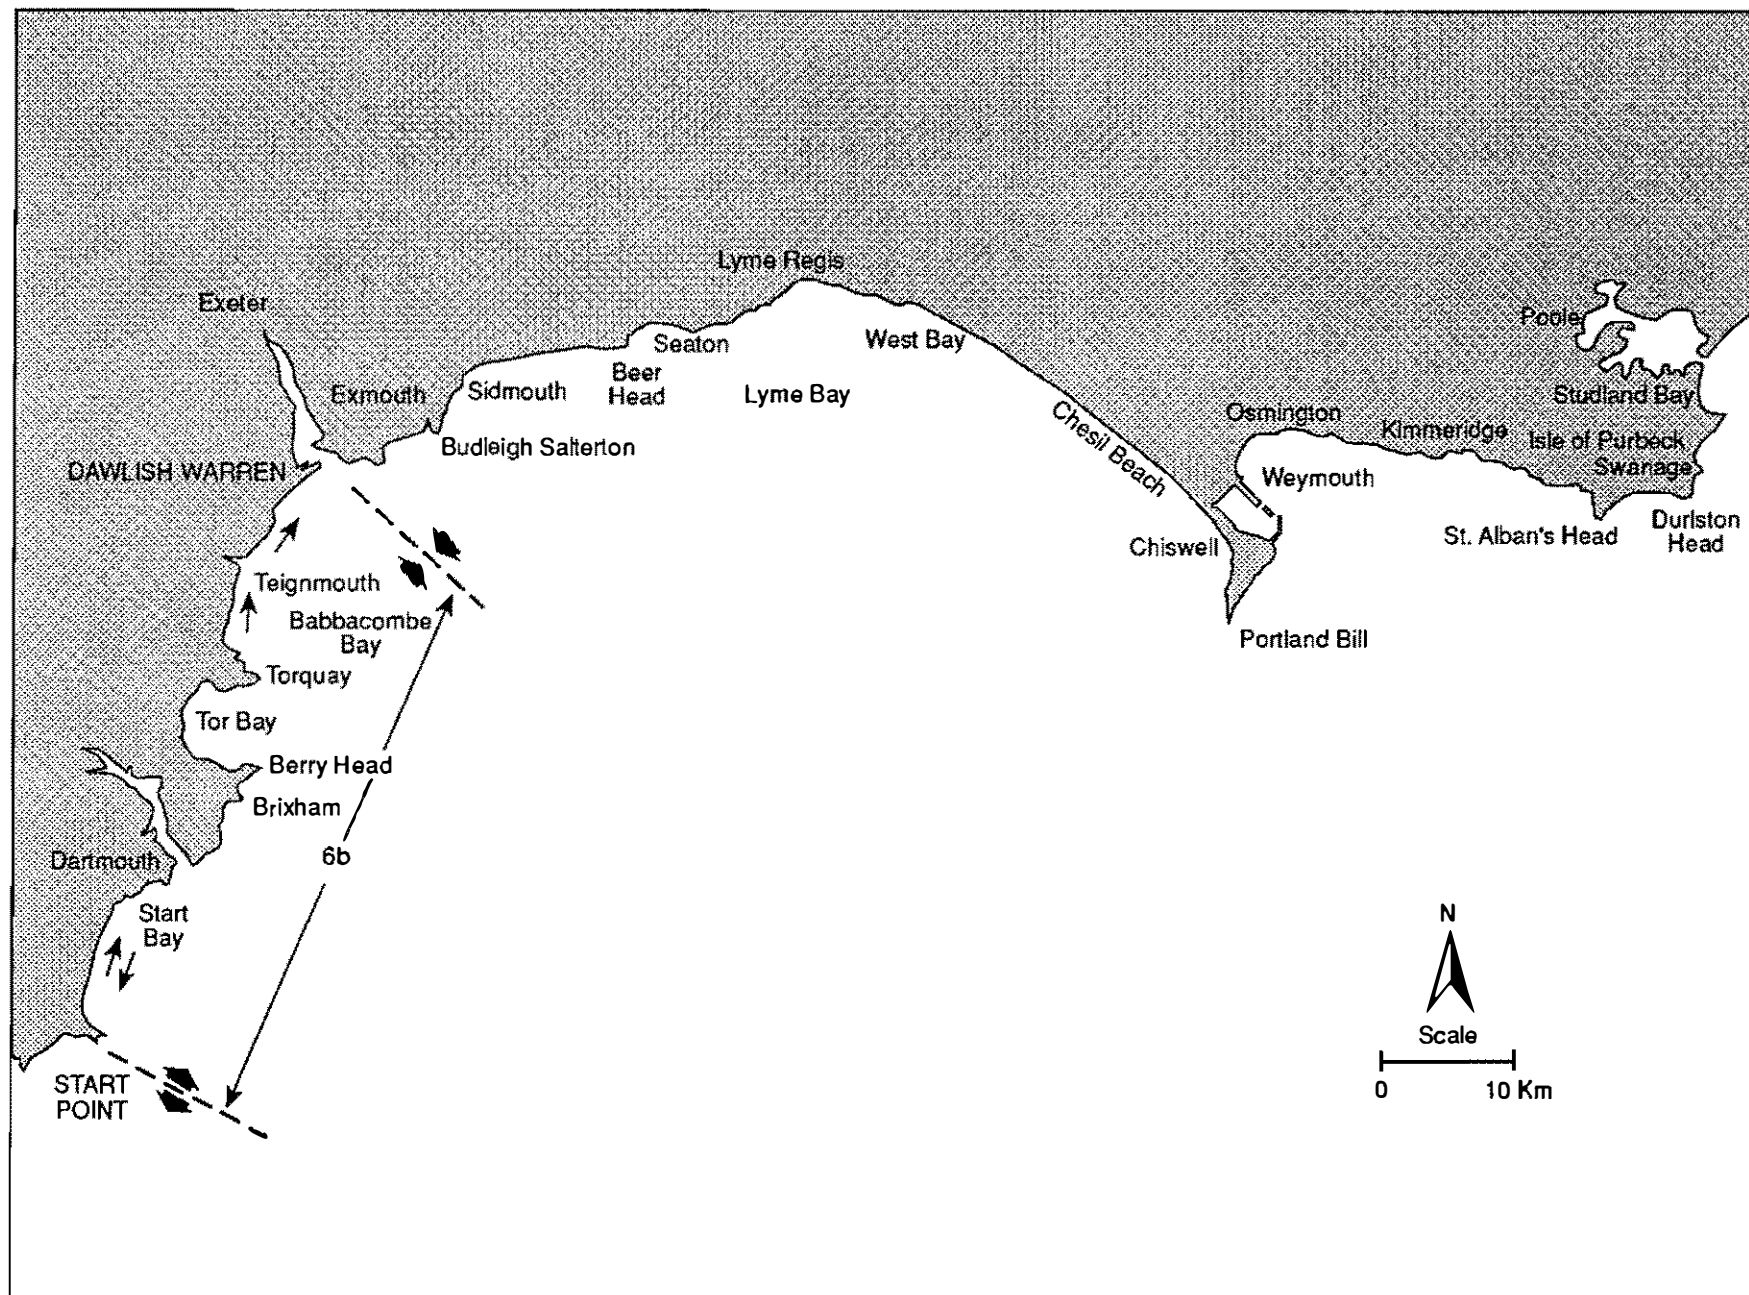 Lyme Regis
Exeter
Poole
Seaton
West Bay
Beer
Head
Exmouth
Sidmouth
Lyme Bay
Studland Bay
Osmington
Chesil Beach
Kimmeridge
Isle of Purbeck
Budleigh Salterton
Swanage
DAWLISH WARREN
Weymouth
Durlston
Head
St. Alban's Head
Chiswell
Teignmouth
Babbacombe
Bay
Portland Bill
Torquay
Tor Bay
Berry Head
Brixham
6b
Dartmouth
Start
Bay
N
Scale
0 10 Km
START
POINT